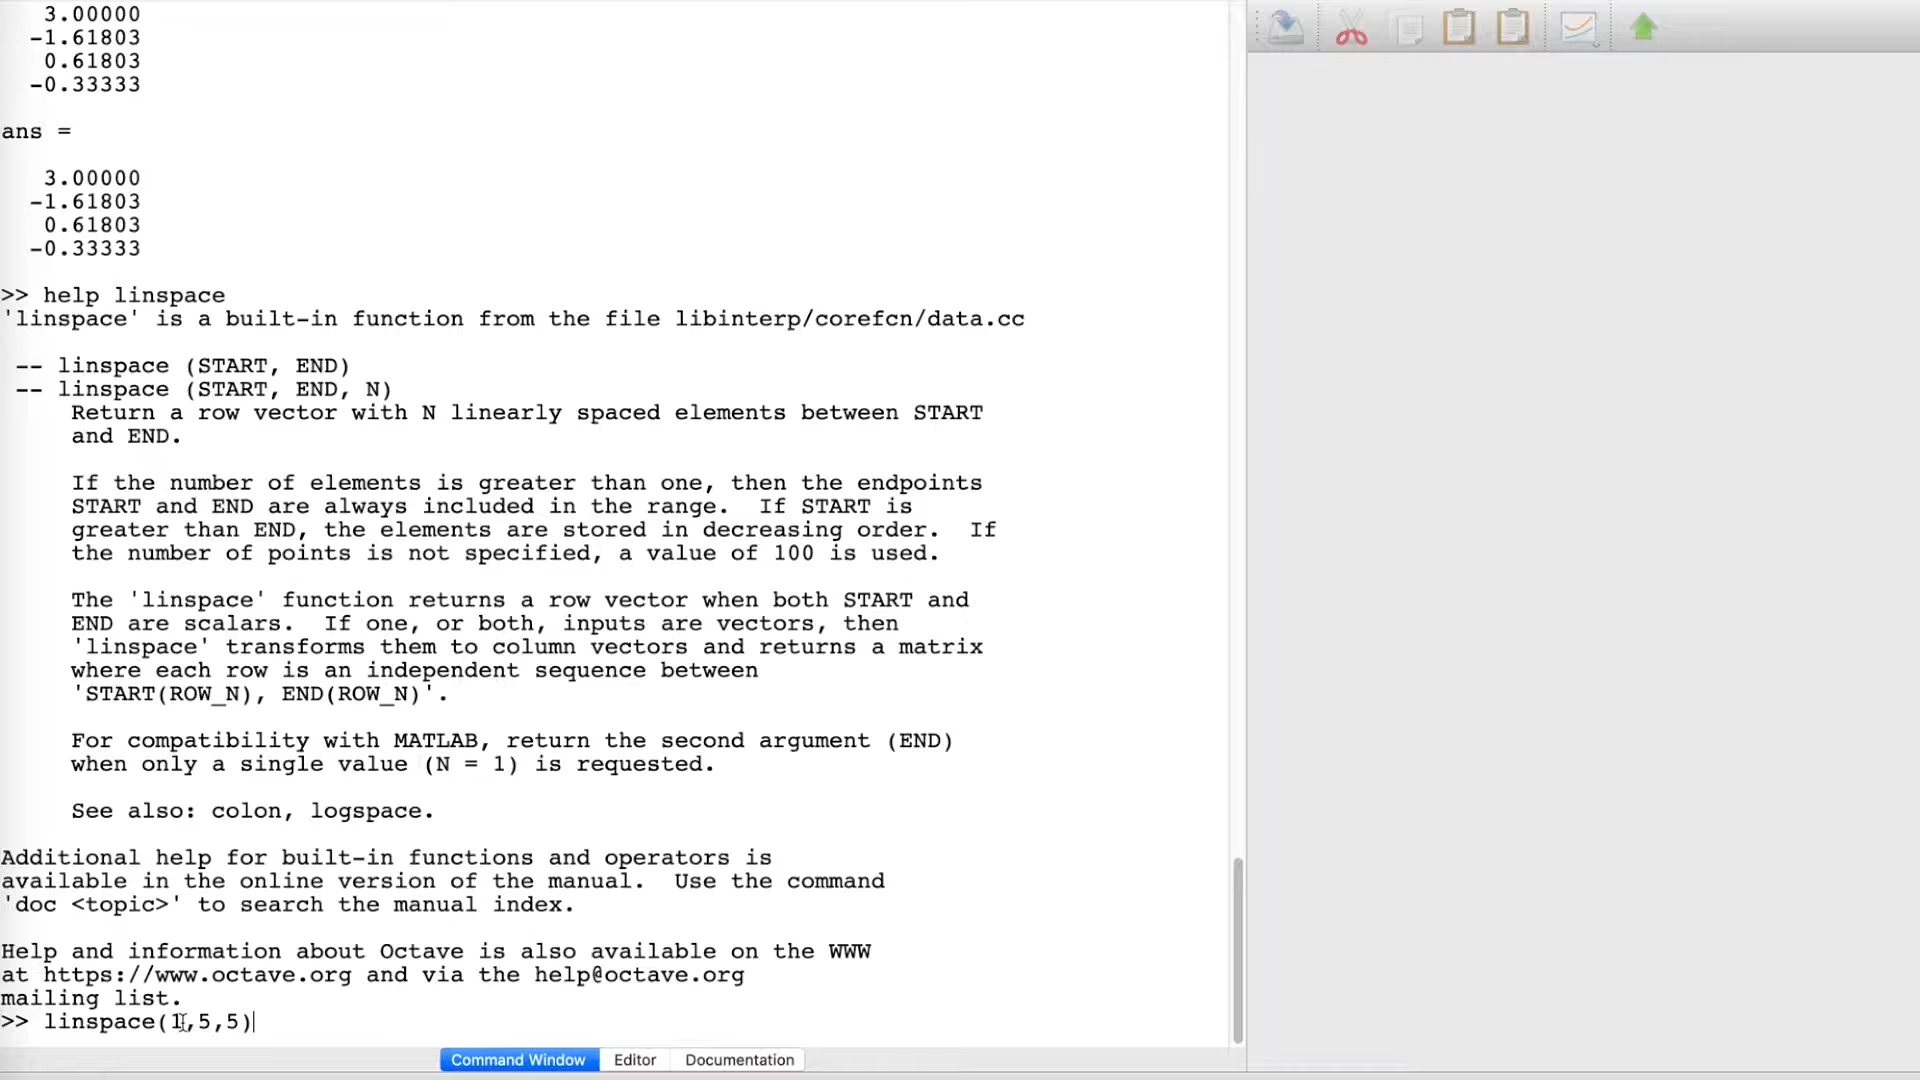 3.00000
-1.61803
0.61803
-0.33333
ans =
3.00000
-1.61803
0.61803
-0.33333
>> help linspace
'linspace' is a built-in function from the file libinterp/corefcn/data.cc
-- linspace (START, END)
-- linspace (START, END, N)
Return a row vector with N linearly spaced elements between START
and END.
If the number of elements is greater than one, then the endpoints
START and END are always included in the range.  If START is
greater than END, the elements are stored in decreasing order.  If
the number of points is not specified, a value of 100 is used.
The 'linspace' function returns a row vector when both START and
END are scalars.  If one, or both, inputs are vectors, then
'linspace' transforms them to column vectors and returns a matrix
where each row is an independent sequence between
'START(ROW_N), END(ROW_N)'.
For compatibility with MATLAB, return the second argument (END)
when only a single value (N = 1) is requested.
See also: colon, logspace.
Additional help for built-in functions and operators is
available in the online version of the manual.  Use the command
'doc <topic>' to search the manual index.
Help and information about Octave is also available on the WWW
at https://www.octave.org and via the help@octave.org
mailing list.
>> linspace(1,5,5)
Command Window Editor Documentation